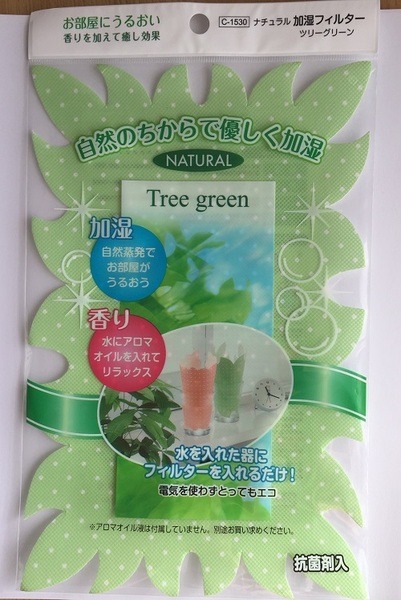 お部屋にうるおい
香りを加えて癒し効果
C-1530 ナチュラル 加湿フィルター
ツリーグリーン
自然のちからで優しく加湿
NATURAL
Tree green
加湿
自然蒸発で
お部屋が
うるおう
香り
水にアロマ
オイルを入れて
リラックス
水を入れた器に
フィルターを入れるだけ!
電気を使わずとってもエコ
※アロマオイル液は付属していません。別途お買い求めください。
抗菌剤入